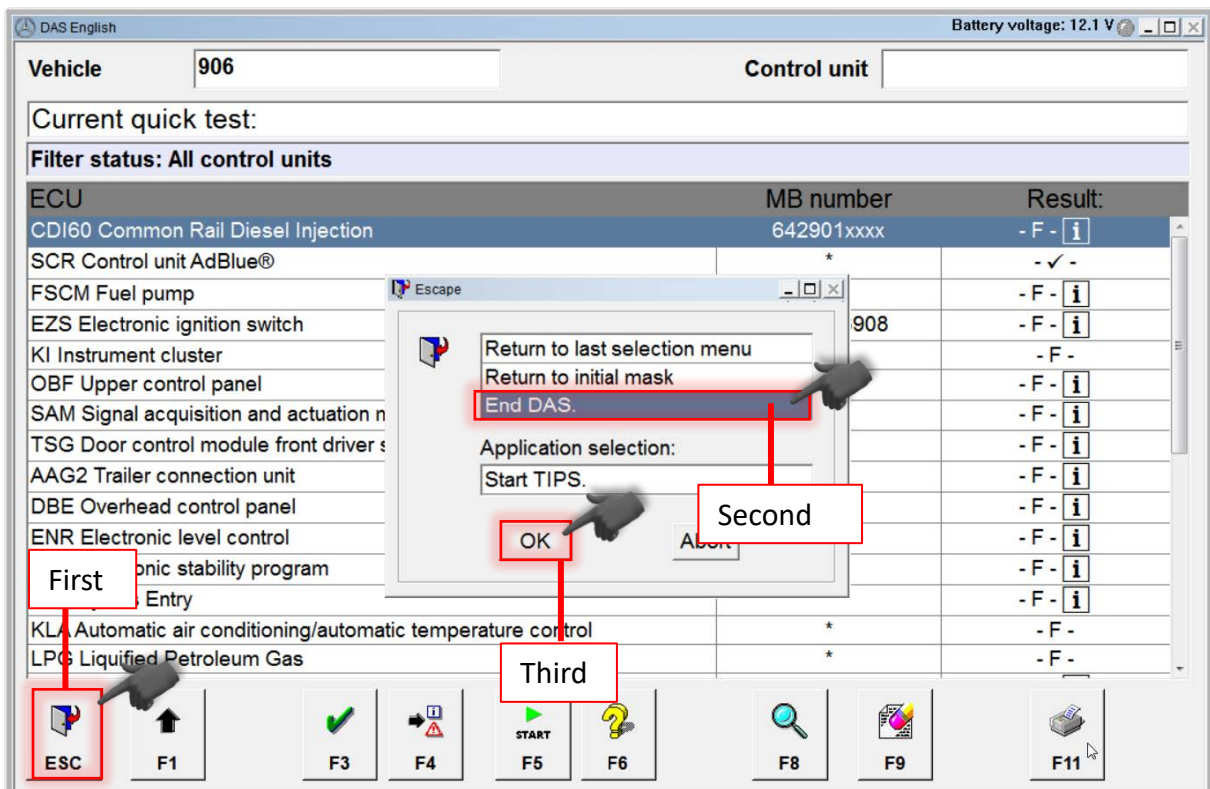 DAS English Battery voltage: 12.1 V
Vehicle 906 Control unit
Current quick test:
Filter status: All control units
ECU MB number Result:
CDI60 Common Rail Diesel Injection 642901xxxx - F - i
SCR Control unit AdBlue® * - ✓ -
FSCM Fuel pump - F - i
EZS Electronic ignition switch 908 - F - i
KI Instrument cluster - F -
OBF Upper control panel - F - i
SAM Signal acquisition and actuation - F - i
TSG Door control module front driver - F - i
AAG2 Trailer connection unit - F - i
DBE Overhead control panel - F - i
ENR Electronic level control - F - i
stability program - F - i
Entry - F - i
KLA Automatic air conditioning/automatic temperature control * - F -
LPG Liquified Petroleum Gas * - F -
Escape
Return to last selection menu
Return to initial mask
End DAS.
Application selection:
Start TIPS.
OK
First
Second
Third
ESC F1 F3 F4 START F5 F6 F8 F9 F11